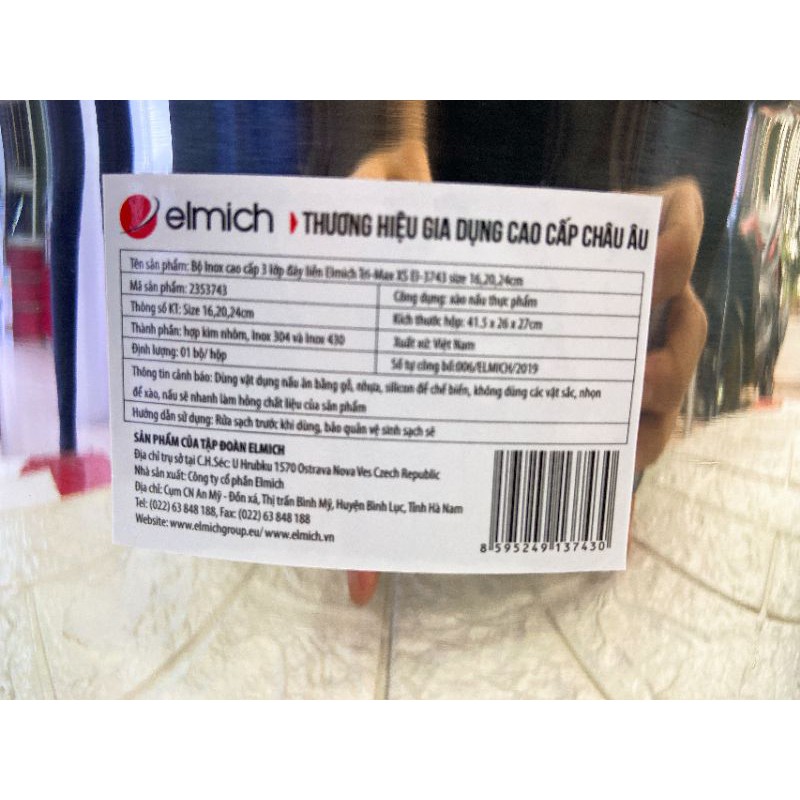 elmich THƯƠNG HIỆU GIA DỤNG CAO CẤP CHÂU ÂU
Tên sản phẩm: Bộ Inox cao cấp 3 lớp đáy liền Elmich Tri-Max XS El-3743 size 16,20,24cm
Mã sản phẩm: 2353743
Công dụng: xào nấu thực phẩm
Thông số KT: Size 16,20,24cm
Kích thước hộp: 41.5 x 26 x 27cm
Thành phần: hợp kim nhôm, Inox 304 và Inox 430
Xuất xứ: Việt Nam
Định lượng: 01 bộ/ hộp
Số tự công bố:006/ELMICH/2019
Thông tin cảnh báo: Dùng vật dụng nấu ăn bằng gỗ, nhựa, silicon để chế biến, không dùng các vật sắc, nhọn
để xào, nấu sẽ nhanh làm hỏng chất liệu của sản phẩm
Hướng dẫn sử dụng: Rửa sạch trước khi dùng, bảo quản vệ sinh sạch sẽ
SẢN PHẨM CỦA TẬP ĐOÀN ELMICH
Địa chỉ trụ sở tại C.H.Séc: U Hrubku 1570 Ostrava Nova Ves Czech Republic
Nhà sản xuất: Công ty cổ phần Elmich
Địa chỉ: Cụm CN An Mỹ - Đồn xá, Thị trấn Bình Mỹ, Huyện Bình Lục, Tỉnh Hà Nam
Tel: (022) 63 848 188, Fax: (022) 63 848 188
Website: www.elmichgroup.eu/ www.elmich.vn
8 595249 137430